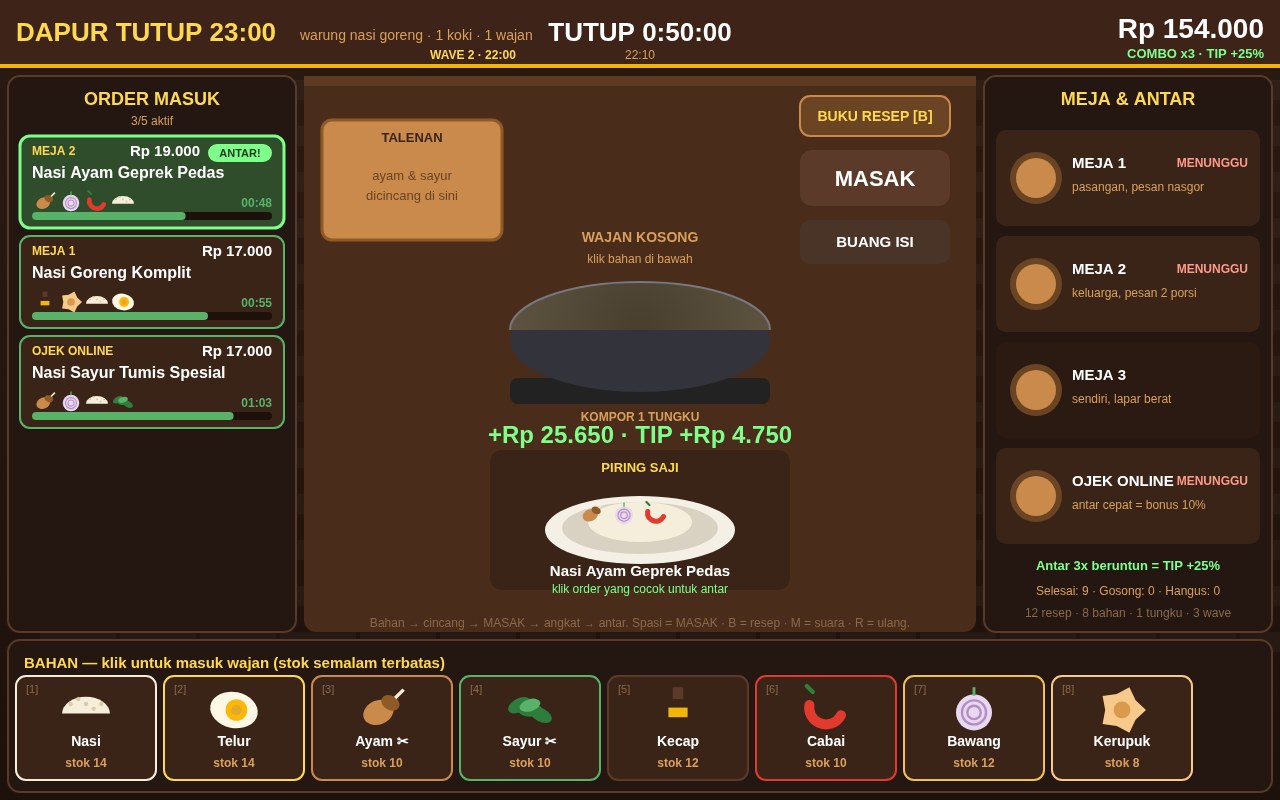 DAPUR TUTUP 23:00
warung nasi goreng · 1 koki · 1 wajan
TUTUP 0:50:00
WAVE 2 · 22:00
22:10
Rp 154.000
COMBO x3 · TIP +25%
ORDER MASUK
3/5 aktif
MEJA 2
Rp 19.000
ANTAR!
Nasi Ayam Geprek Pedas
00:48
MEJA 1
Rp 17.000
Nasi Goreng Komplit
00:55
OJEK ONLINE
Rp 17.000
Nasi Sayur Tumis Spesial
01:03
TALENAN
ayam & sayur
dicincang di sini
BUKU RESEP [B]
MASAK
BUANG ISI
WAJAN KOSONG
klik bahan di bawah
KOMPOR 1 TUNGKU
+Rp 25.650 · TIP +Rp 4.750
PIRING SAJI
Nasi Ayam Geprek Pedas
klik order yang cocok untuk antar
Bahan → cincang → MASAK → angkat → antar. Spasi = MASAK · B = resep · M = suara · R = ulang.
MEJA & ANTAR
MEJA 1
MENUNGGU
pasangan, pesan nasgor
MEJA 2
MENUNGGU
keluarga, pesan 2 porsi
MEJA 3
sendiri, lapar berat
OJEK ONLINE
MENUNGGU
antar cepat = bonus 10%
Antar 3x beruntun = TIP +25%
Selesai: 9 · Gosong: 0 · Hangus: 0
12 resep · 8 bahan · 1 tungku · 3 wave
BAHAN — klik untuk masuk wajan (stok semalam terbatas)
[1]
Nasi
stok 14
[2]
Telur
stok 14
[3]
Ayam ✂
stok 10
[4]
Sayur ✂
stok 10
[5]
Kecap
stok 12
[6]
Cabai
stok 10
[7]
Bawang
stok 12
[8]
Kerupuk
stok 8